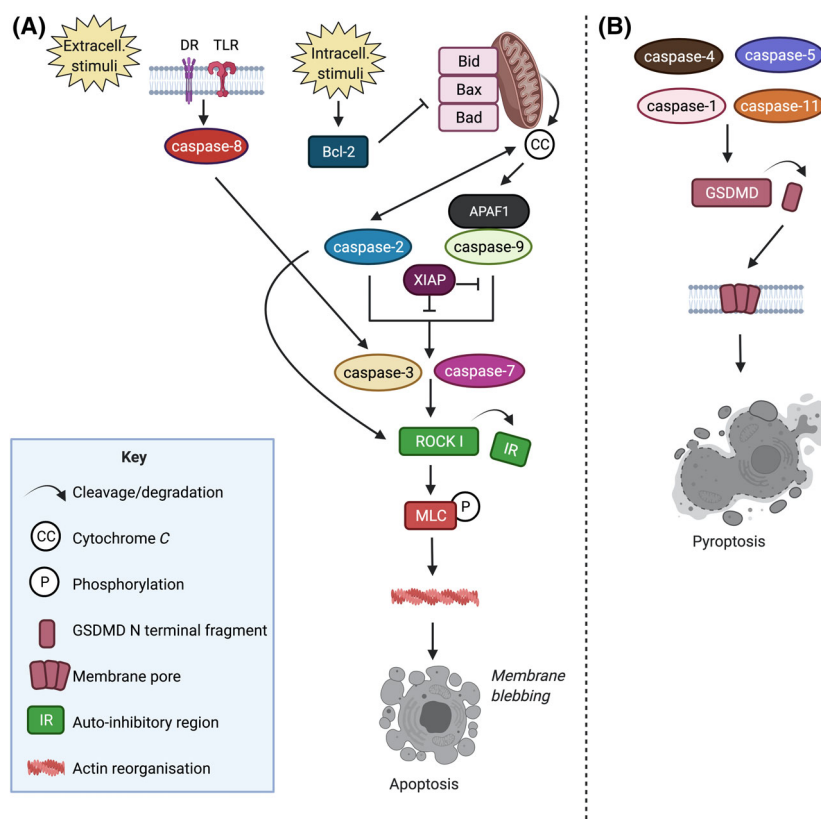 (A)
Extracell.
stimuli
DR
TLR
Intracell.
stimuli
Bid
Bax
Bad
caspase-8
Bcl-2
CC
APAF1
caspase-2
caspase-9
XIAP
caspase-3
caspase-7
ROCK I
IR
MLC
P
Membrane
blebbing
Apoptosis
Key
Cleavage/degradation
CC
Cytochrome C
P
Phosphorylation
GSDMD N terminal fragment
Membrane pore
IR
Auto-inhibitory region
Actin reorganisation
(B)
caspase-4
caspase-5
caspase-1
caspase-11
GSDMD
Pyroptosis